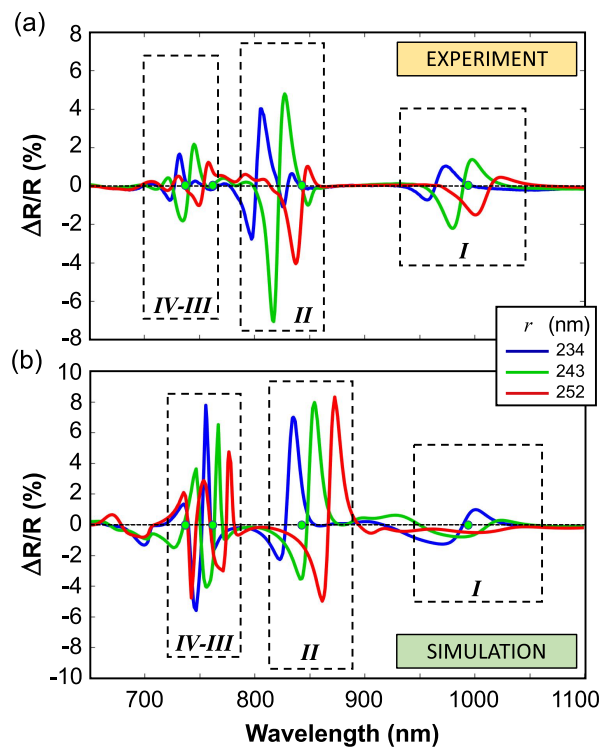 (a)
8
6
4
2
0
-2
-4
-6
-8
ΔR/R (%)
EXPERIMENT
IV-III
II
I
r (nm)
234
243
252
(b)
10
8
6
4
2
0
-2
-4
-6
-8
-10
ΔR/R (%)
IV-III
II
I
SIMULATION
700 800 900 1000 1100
Wavelength (nm)